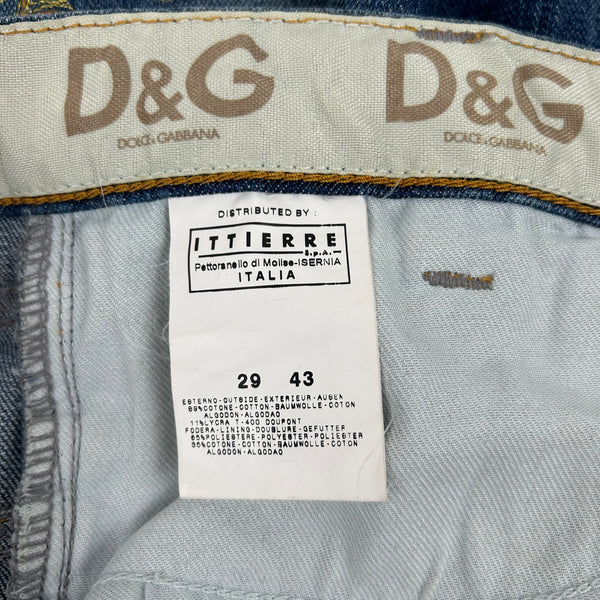 D&G D&G
DOLCE & GABBANA DOLCE & GABBANA
DISTRIBUTED BY :
ITTIERRE
S.p.A.
Pettoranello di Molise-ISERNIA
ITALIA
29 43
ESTERNO-OUTSIDE-EXTERIEUR-AUSEN
89%COTONE-COTTON-BAUMWOLLE-COTON
ALGODON-ALGODAO
11%LYCRA T-400 DOUPONT
FODERA-LINING-DOUBLURE-GEFUTTER
65%POLIESTERE-POLYESTER-POLIESTER
35%COTONE-COTTON-BAUMWOLLE-COTON
ALGODON-ALGODAO